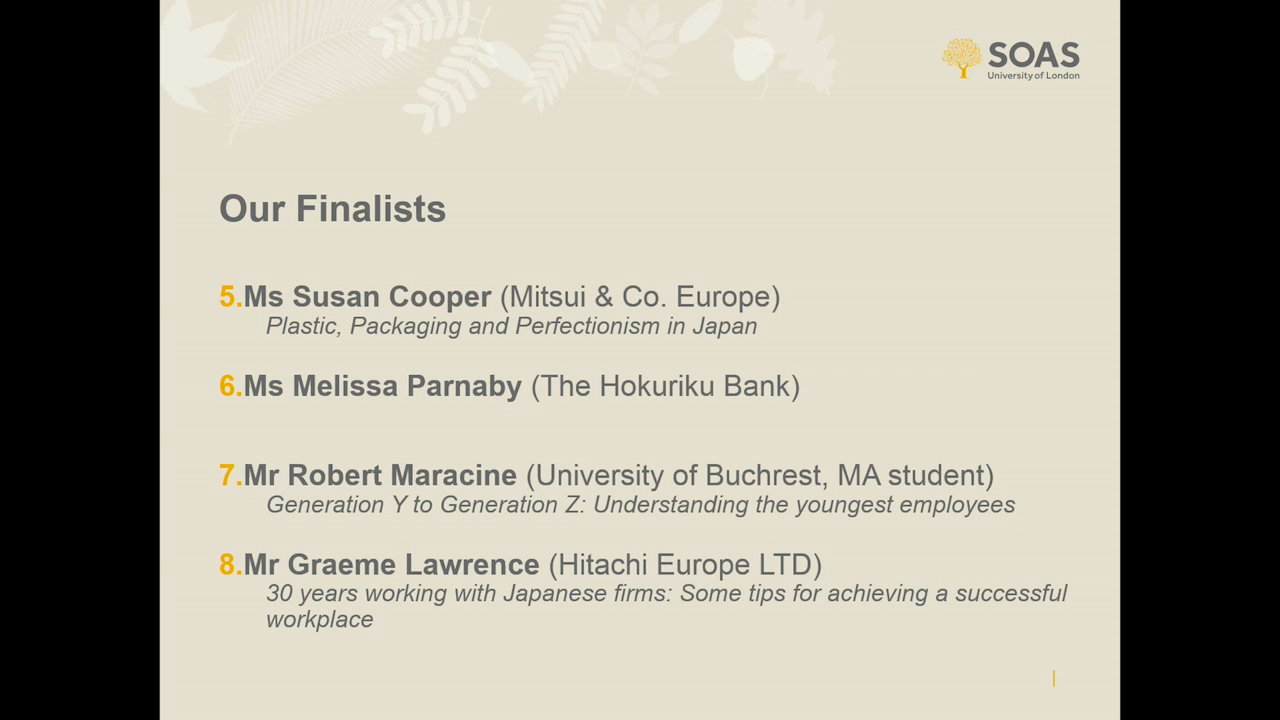 SOAS
University of London
Our Finalists
5.Ms Susan Cooper (Mitsui & Co. Europe)
Plastic, Packaging and Perfectionism in Japan
6.Ms Melissa Parnaby (The Hokuriku Bank)
7.Mr Robert Maracine (University of Buchrest, MA student)
Generation Y to Generation Z: Understanding the youngest employees
8.Mr Graeme Lawrence (Hitachi Europe LTD)
30 years working with Japanese firms: Some tips for achieving a successful
workplace